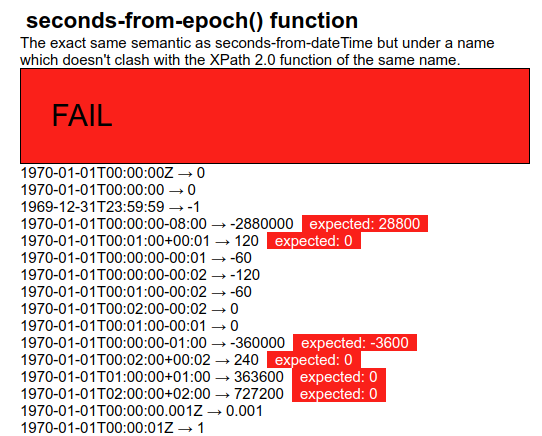 seconds-from-epoch() function
The exact same semantic as seconds-from-dateTime but under a name
which doesn't clash with the XPath 2.0 function of the same name.
FAIL
1970-01-01T00:00:00Z → 0
1970-01-01T00:00:00 → 0
1969-12-31T23:59:59 → -1
1970-01-01T00:00:00-08:00 → -2880000 expected: 28800
1970-01-01T00:01:00+00:01 → 120 expected: 0
1970-01-01T00:00:00-00:01 → -60
1970-01-01T00:00:00-00:02 → -120
1970-01-01T00:01:00-00:02 → -60
1970-01-01T00:02:00-00:02 → 0
1970-01-01T00:01:00-00:01 → 0
1970-01-01T00:00:00-01:00 → -360000 expected: -3600
1970-01-01T00:02:00+00:02 → 240 expected: 0
1970-01-01T01:00:00+01:00 → 363600 expected: 0
1970-01-01T02:00:00+02:00 → 727200 expected: 0
1970-01-01T00:00:00.001Z → 0.001
1970-01-01T00:00:01Z → 1